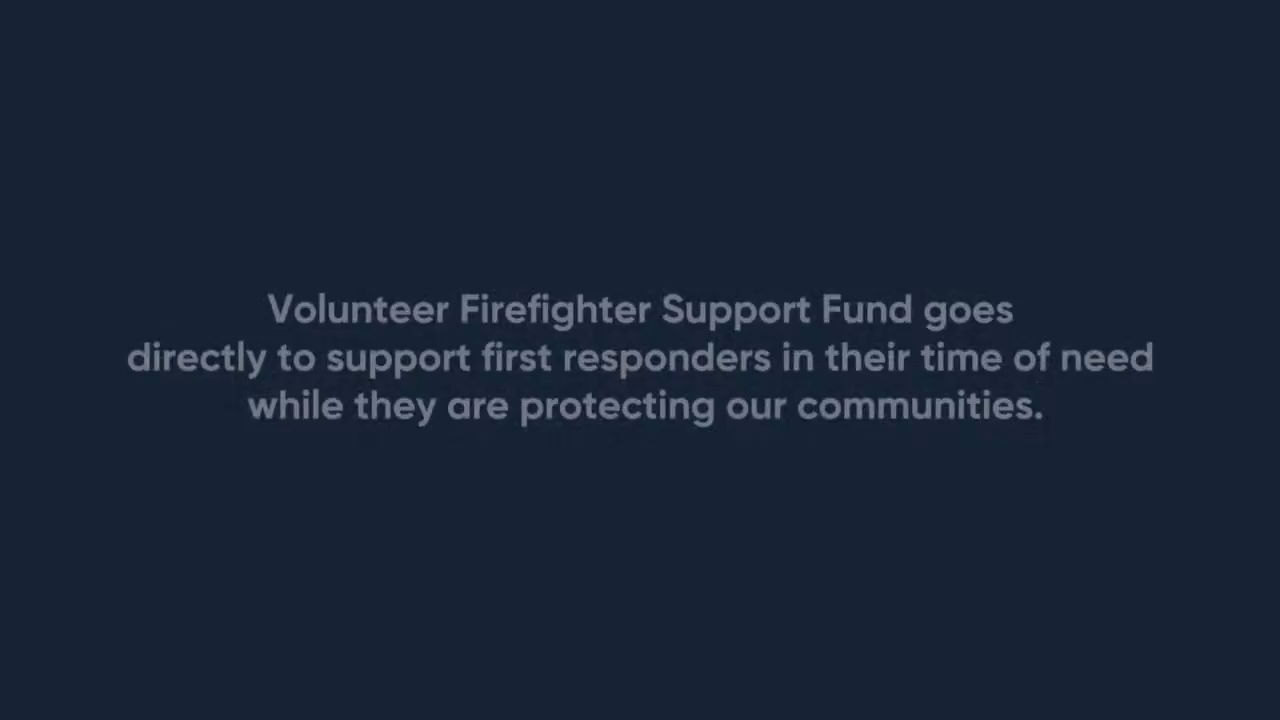 Volunteer Firefighter Support Fund goes
directly to support first responders in their time of need
while they are protecting our communities.